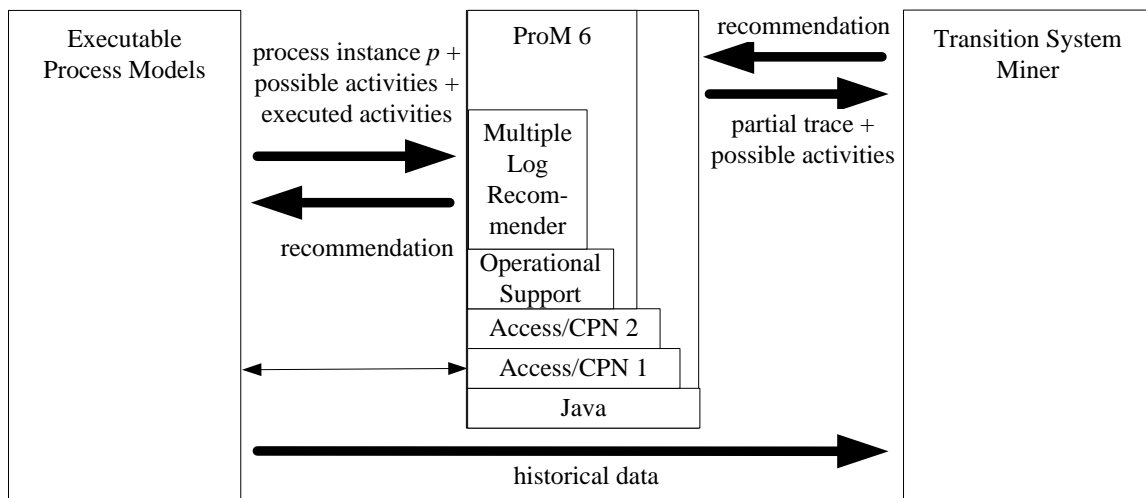 Executable
Process Models
process instance p +
possible activities +
executed activities
recommendation
ProM 6
Multiple
Log
Recom-
mender
Operational
Support
Access/CPN 2
Access/CPN 1
Java
recommendation
partial trace +
possible activities
Transition System
Miner
historical data